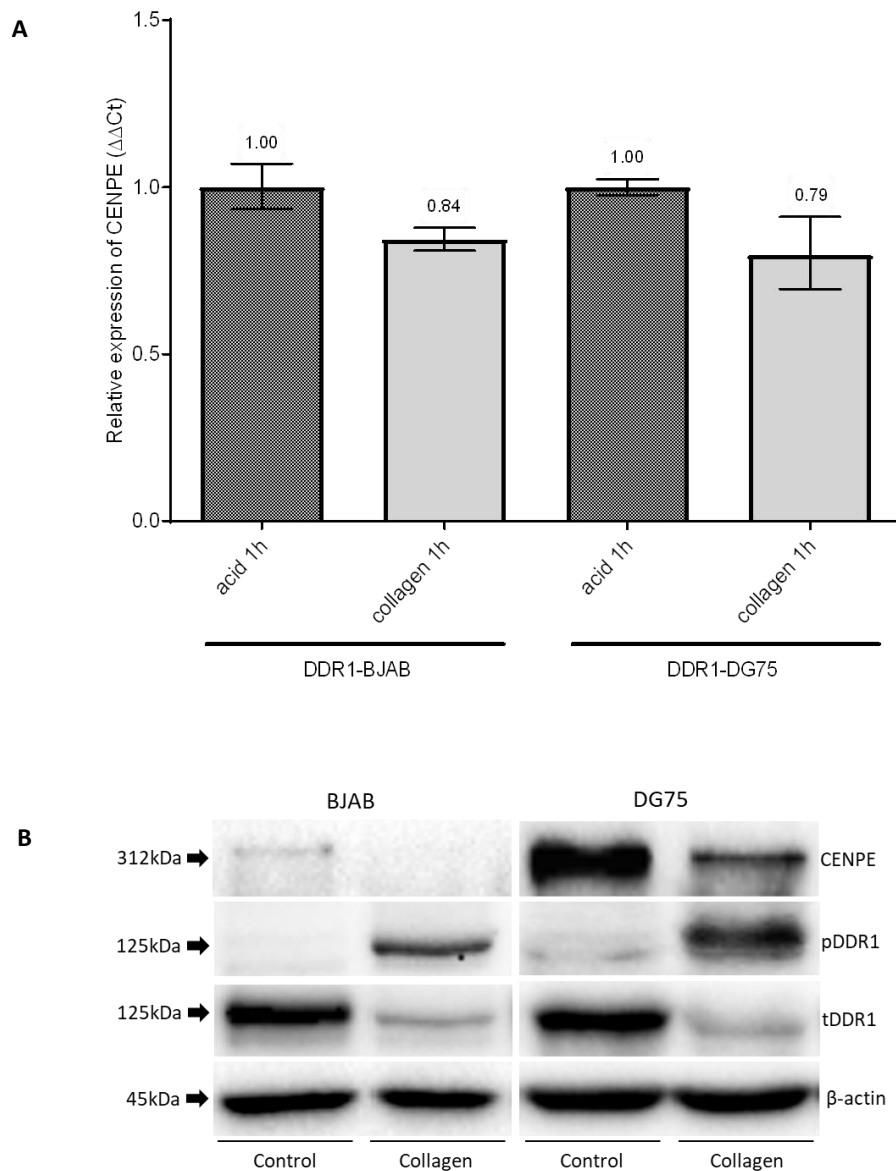 A
Relative expression of CENPE (ΔΔCt)
1.5
1.0
0.5
0.0
1.00
0.84
1.00
0.79
acid 1h
collagen 1h
acid 1h
collagen 1h
DDR1-BJAB
DDR1-DG75
B
BJAB
DG75
312kDa
CENPE
125kDa
pDDR1
125kDa
tDDR1
45kDa
β-actin
Control
Collagen
Control
Collagen